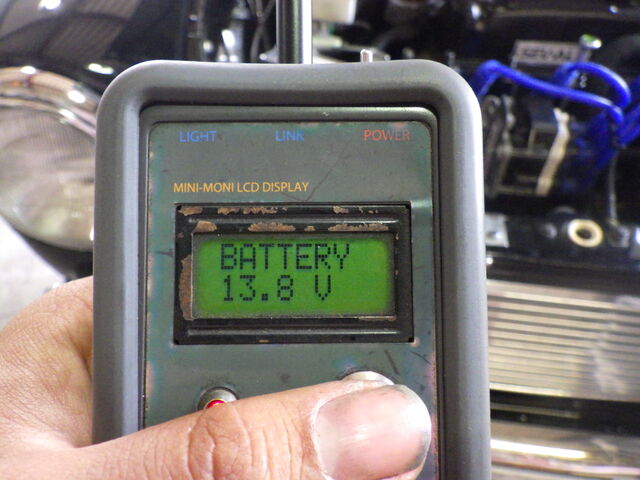 LIGHT LINK POWER
MINI-MONI LCD DISPLAY
BATTERY
13.8 V